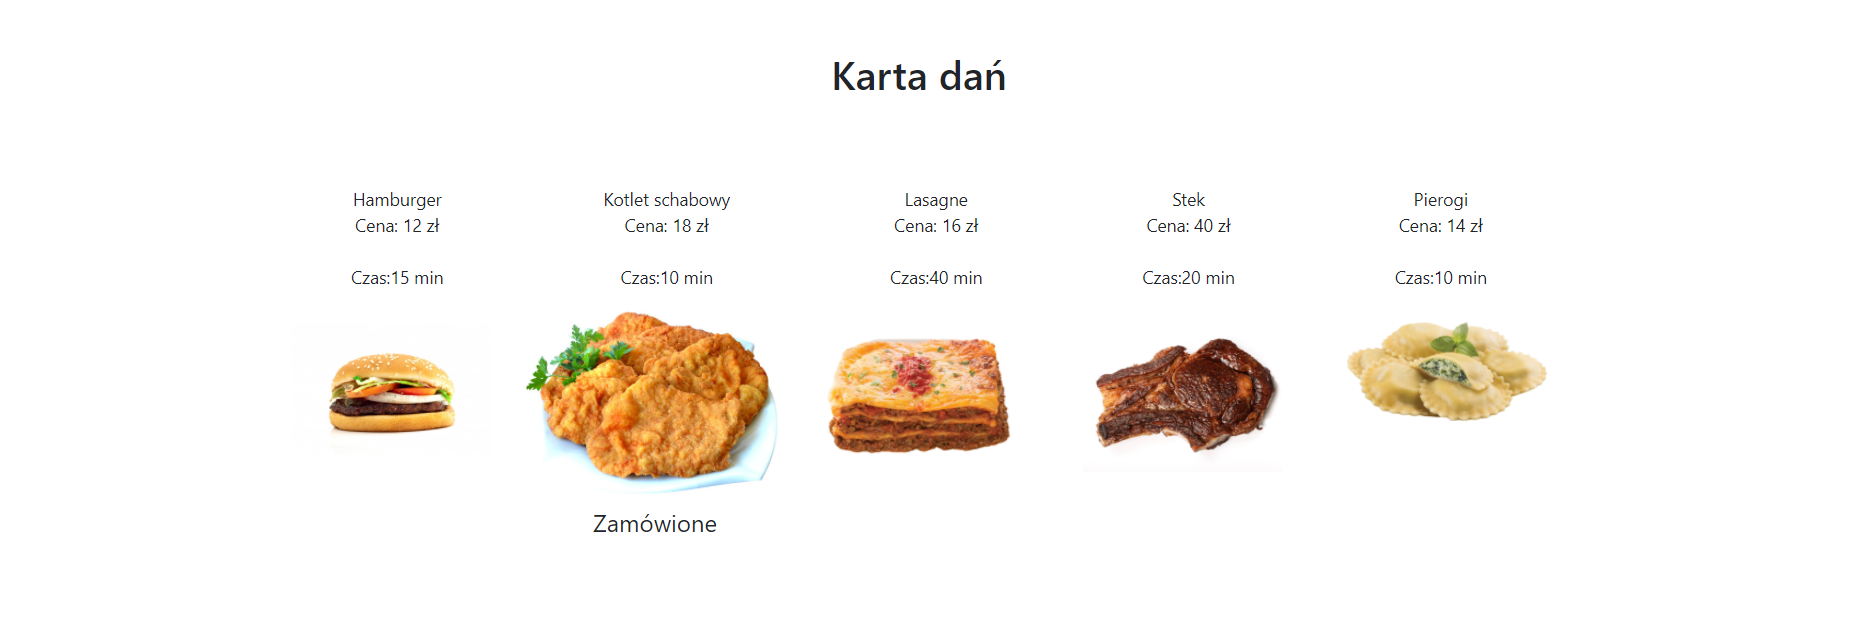 Karta dań
Hamburger
Cena: 12 zł
Czas:15 min
Kotlet schabowy
Cena: 18 zł
Czas:10 min
Lasagne
Cena: 16 zł
Czas:40 min
Stek
Cena: 40 zł
Czas:20 min
Pierogi
Cena: 14 zł
Czas:10 min
Zamówione